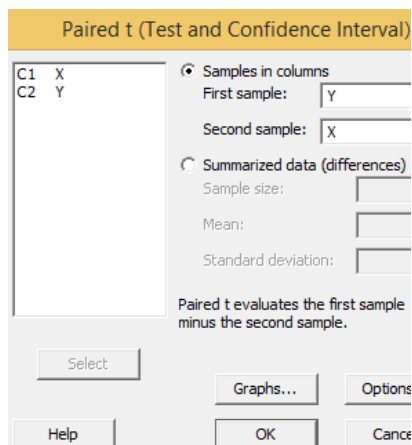 Paired t (Test and Confidence Interval)
C1 X
C2 Y
Samples in columns
First sample: Y
Second sample: X
Summarized data (differences)
Sample size:
Mean:
Standard deviation:
Paired t evaluates the first sample
minus the second sample.
Select
Graphs...
Options
Help
OK
Cance